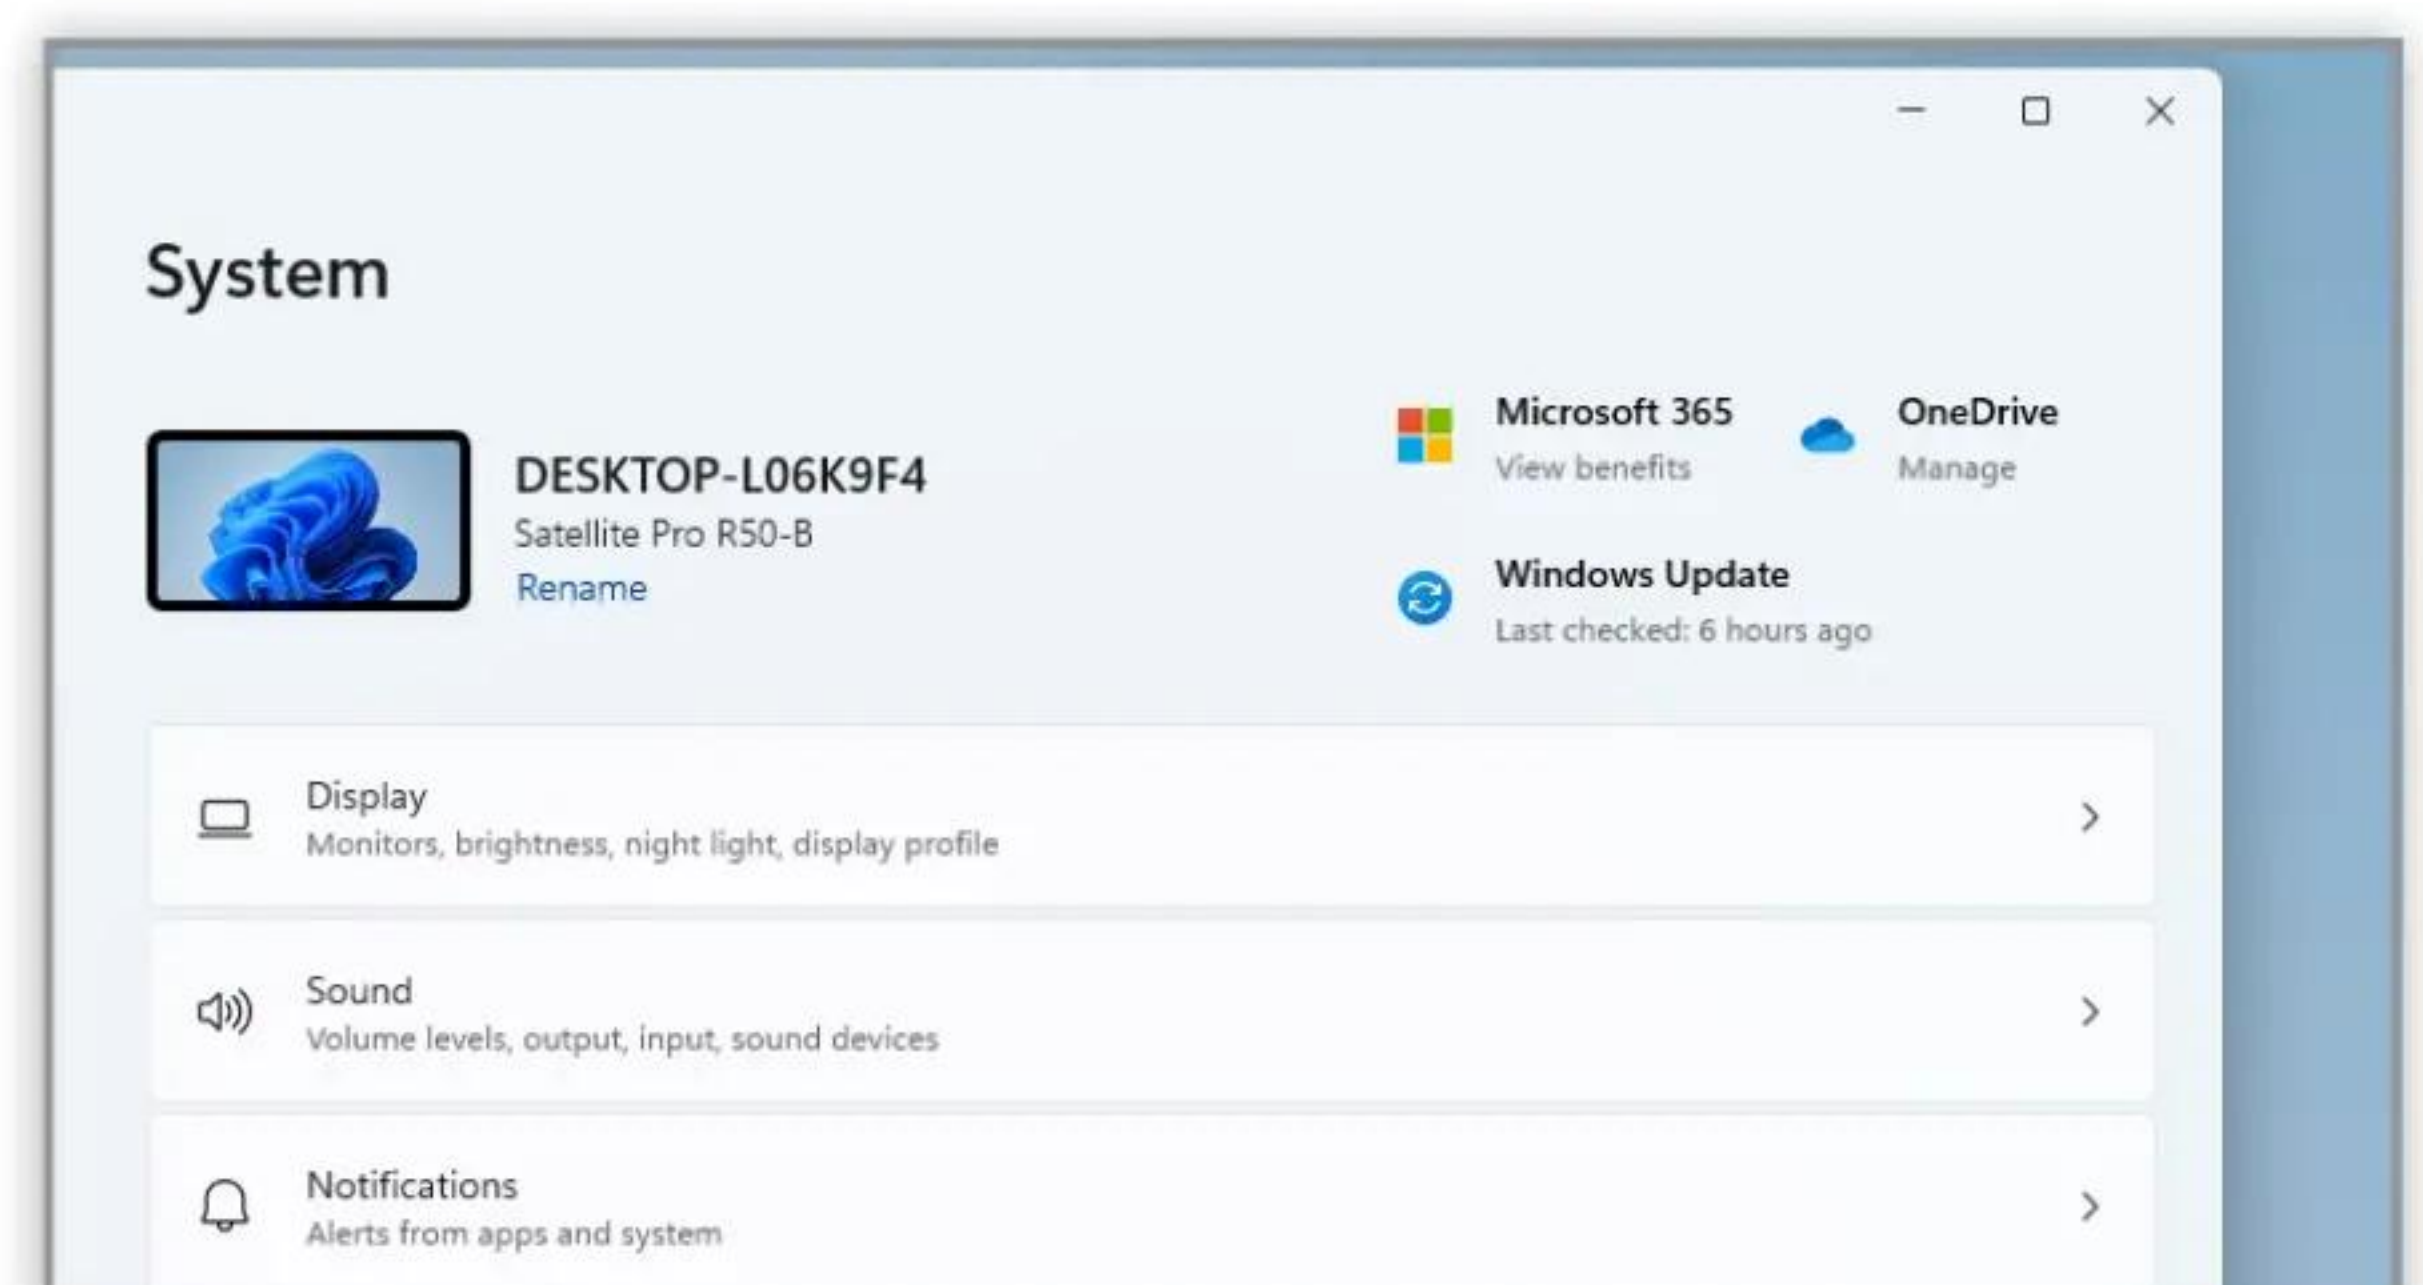 System
DESKTOP-L06K9F4
Satellite Pro R50-B
Rename
Microsoft 365
View benefits
OneDrive
Manage
Windows Update
Last checked: 6 hours ago
Display
Monitors, brightness, night light, display profile
Sound
Volume levels, output, input, sound devices
Notifications
Alerts from apps and system